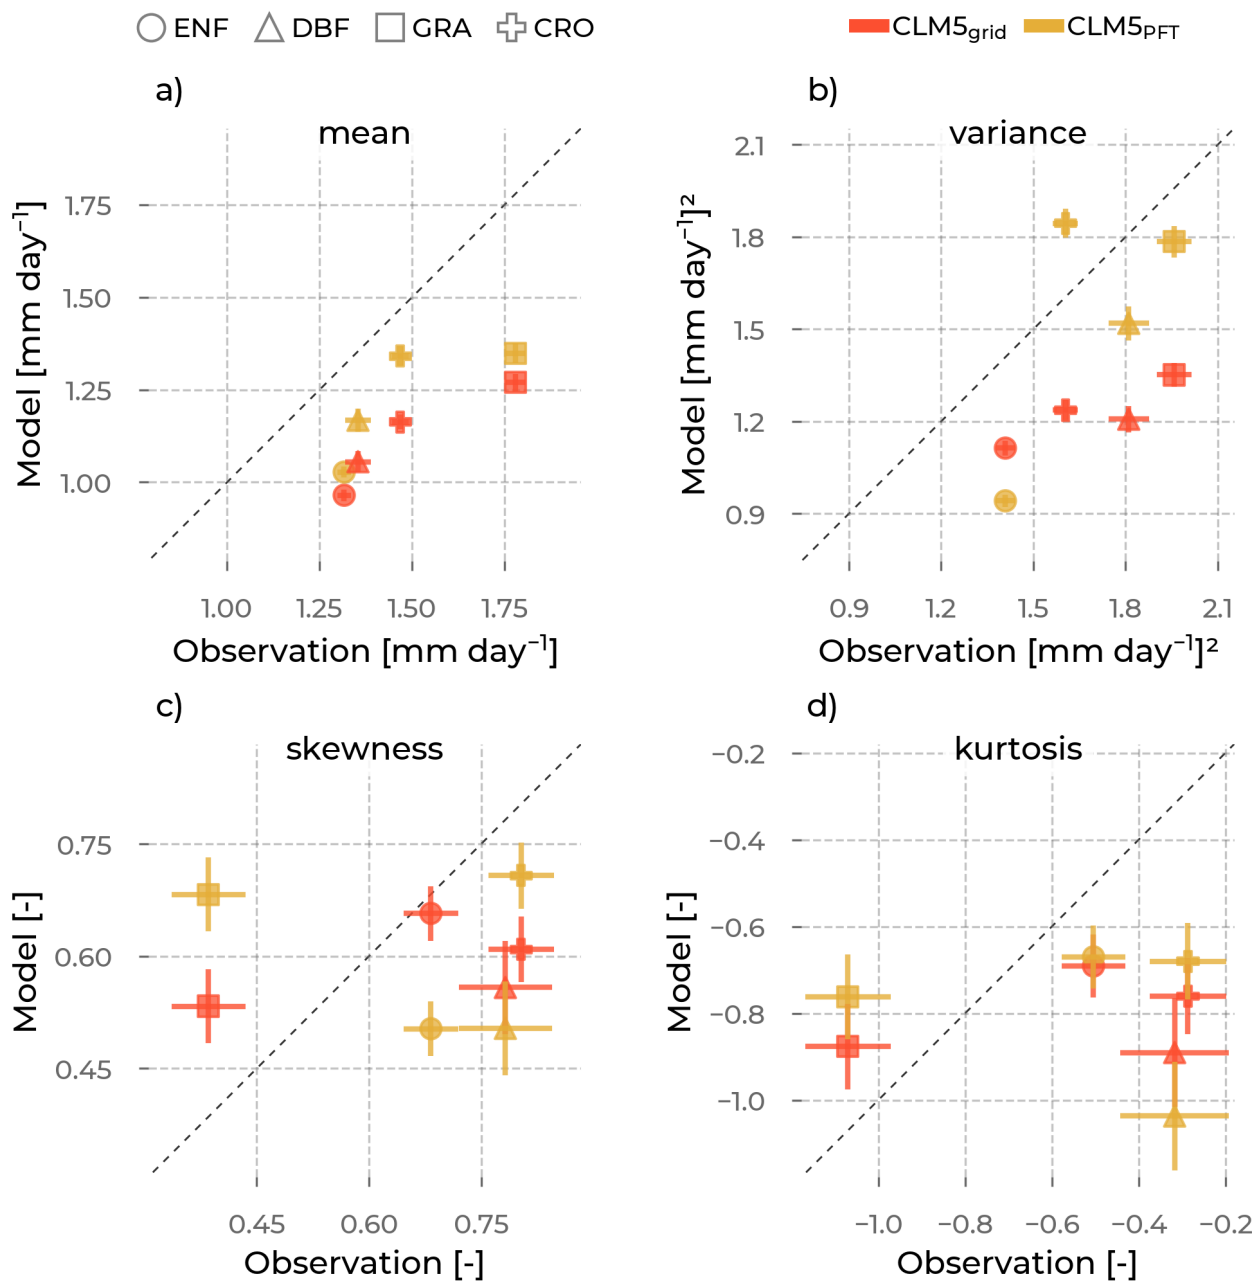 ENF DBF GRA CRO CLM5grid CLM5PFT
a)
mean
Model [mm day⁻¹]
1.75
1.50
1.25
1.00
1.00 1.25 1.50 1.75
Observation [mm day⁻¹]
b)
variance
Model [mm day⁻¹]²
2.1
1.8
1.5
1.2
0.9
0.9 1.2 1.5 1.8 2.1
Observation [mm day⁻¹]²
c)
skewness
Model [-]
0.75
0.60
0.45
0.45 0.60 0.75
Observation [-]
d)
kurtosis
Model [-]
−0.2
−0.4
−0.6
−0.8
−1.0
−1.0 −0.8 −0.6 −0.4 −0.2
Observation [-]